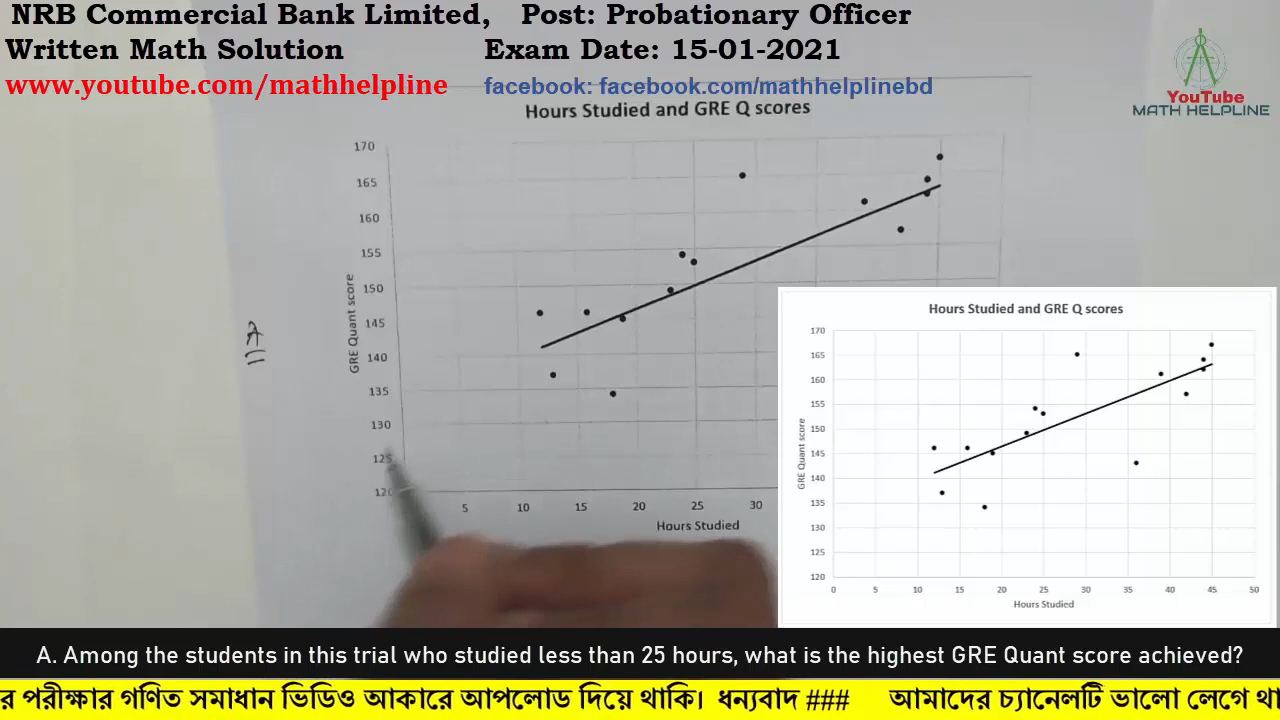 NRB Commercial Bank Limited, Post: Probationary Officer
Written Math Solution Exam Date: 15-01-2021
www.youtube.com/mathhelpline facebook: facebook.com/mathhelplinebd
YouTube
MATH HELPLINE
Hours Studied and GRE Q scores
170
165
160
155
150
145
140
135
130
125
120
GRE Quant score
5 10 15 20 25 30
Hours Studied
Hours Studied and GRE Q scores
170
165
160
155
150
145
140
135
130
125
120
GRE Quant score
0 5 10 15 20 25 30 35 40 45 50
Hours Studied
A. Among the students in this trial who studied less than 25 hours, what is the highest GRE Quant score achieved?
র পরীক্ষার গণিত সমাধান ভিডিও আকারে আপলোড দিয়ে থাকি। ধন্যবাদ ### আমাদের চ্যানেলটি ভালো লেগে থা